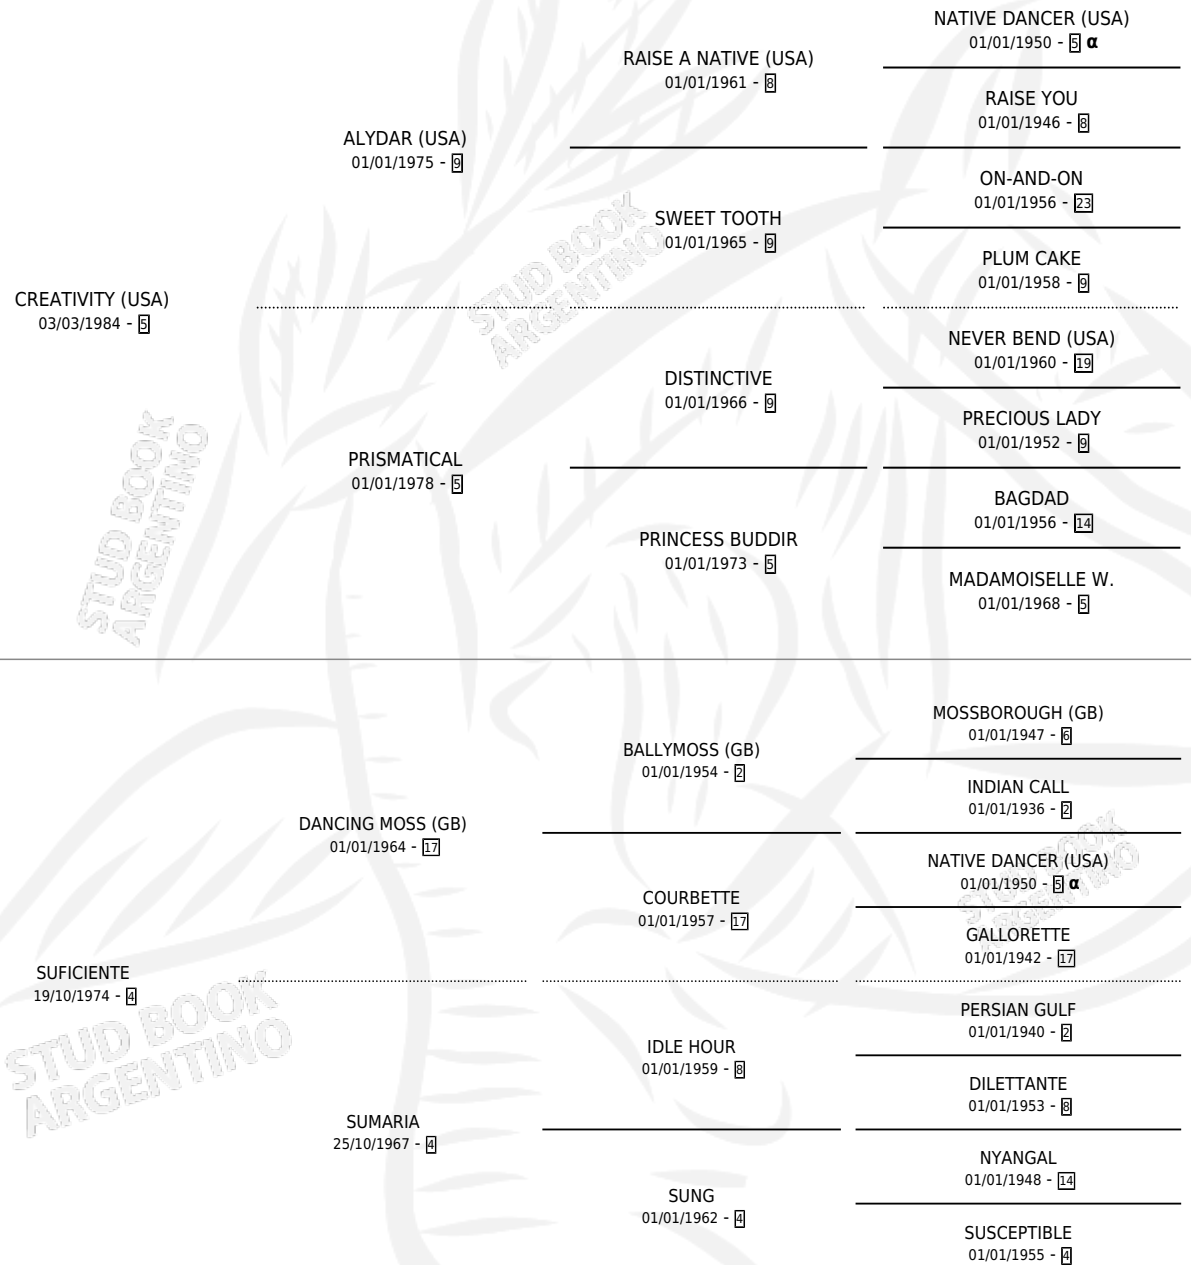 NATIVE DANCER (USA)
01/01/1950 - 5 α
RAISE A NATIVE (USA)
01/01/1961 - 8
RAISE YOU
01/01/1946 - 8
ALYDAR (USA)
01/01/1975 - 9
ON-AND-ON
01/01/1956 - 23
SWEET TOOTH
01/01/1965 - 9
PLUM CAKE
01/01/1958 - 9
CREATIVITY (USA)
03/03/1984 - 5
NEVER BEND (USA)
01/01/1960 - 19
DISTINCTIVE
01/01/1966 - 9
PRECIOUS LADY
01/01/1952 - 9
PRISMATICAL
01/01/1978 - 5
BAGDAD
01/01/1956 - 14
PRINCESS BUDDIR
01/01/1973 - 5
MADAMOISELLE W.
01/01/1968 - 5
MOSSBOROUGH (GB)
01/01/1947 - 6
BALLYMOSS (GB)
01/01/1954 - 2
INDIAN CALL
01/01/1936 - 2
DANCING MOSS (GB)
01/01/1964 - 17
NATIVE DANCER (USA)
01/01/1950 - 5 α
COURBETTE
01/01/1957 - 17
GALLORETTE
01/01/1942 - 17
SUFICIENTE
19/10/1974 - 4
PERSIAN GULF
01/01/1940 - 2
IDLE HOUR
01/01/1959 - 8
DILETTANTE
01/01/1953 - 8
SUMARIA
25/10/1967 - 4
NYANGAL
01/01/1948 - 14
SUNG
01/01/1962 - 4
SUSCEPTIBLE
01/01/1955 - 4
STUD BOOK
ARGENTINO
STUD BOOK
ARGENTINO
STUD BOOK
ARGENTINO
STUD BOOK
ARGENTINO